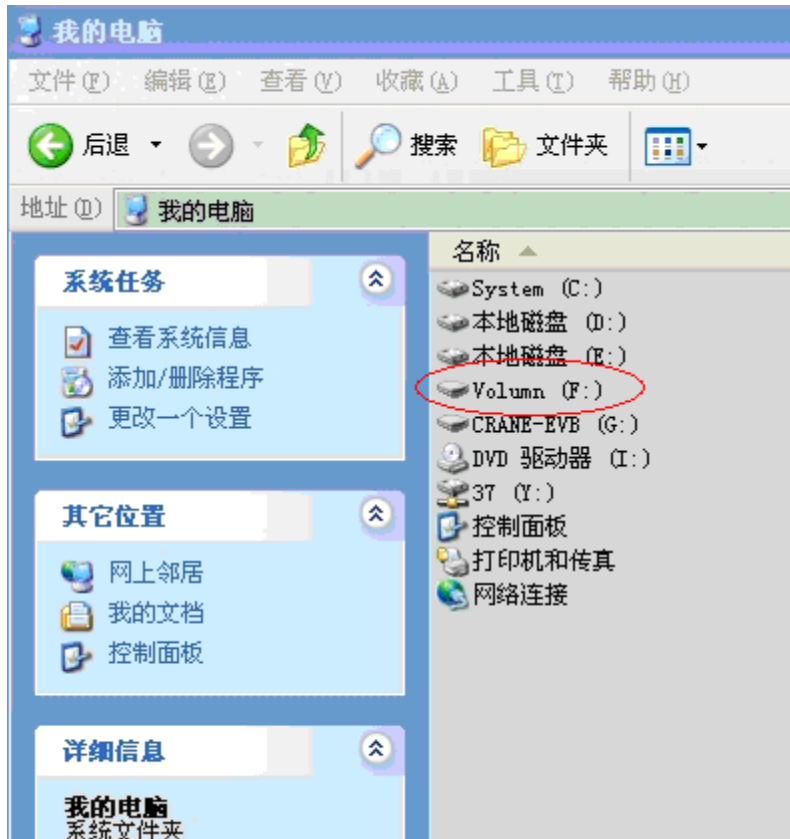 我的电脑
文件(F) 编辑(E) 查看(V) 收藏(A) 工具(T) 帮助(H)
后退 搜索 文件夹
地址(D) 我的电脑
名称
系统任务
查看系统信息
添加/删除程序
更改一个设置
其它位置
网上邻居
我的文档
控制面板
详细信息
我的电脑
系统文件夹
System (C:)
本地磁盘 (D:)
本地磁盘 (E:)
Volumn (F:)
CRANE-EVB (G:)
DVD 驱动器 (I:)
37 (Y:)
控制面板
打印机和传真
网络连接